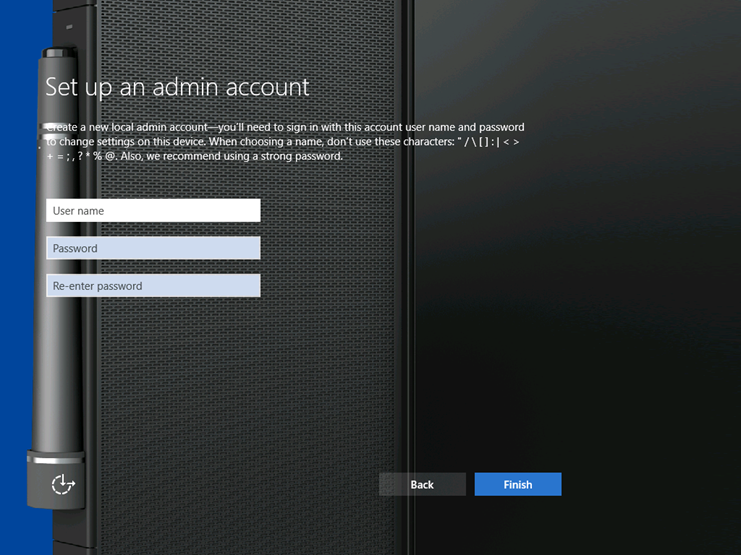 Set up an admin account
Create a new local admin account—you'll need to sign in with this account user name and password
to change settings on this device. When choosing a name, don't use these characters: " / \ [ ] : | < >
+ = ; , ? * % @. Also, we recommend using a strong password.
User name
Password
Re-enter password
Back
Finish